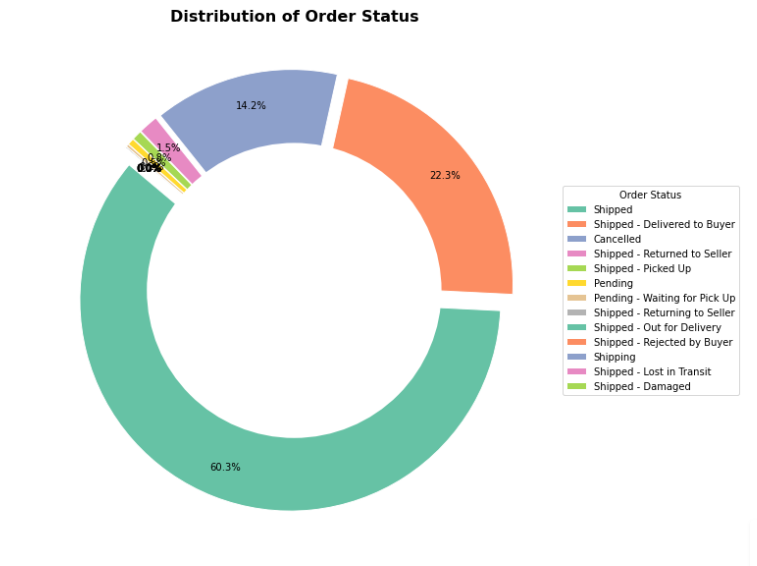 Distribution of Order Status
14.2%
22.3%
1.5%
0.8%
60.3%
Order Status
Shipped
Shipped - Delivered to Buyer
Cancelled
Shipped - Returned to Seller
Shipped - Picked Up
Pending
Pending - Waiting for Pick Up
Shipped - Returning to Seller
Shipped - Out for Delivery
Shipped - Rejected by Buyer
Shipping
Shipped - Lost in Transit
Shipped - Damaged